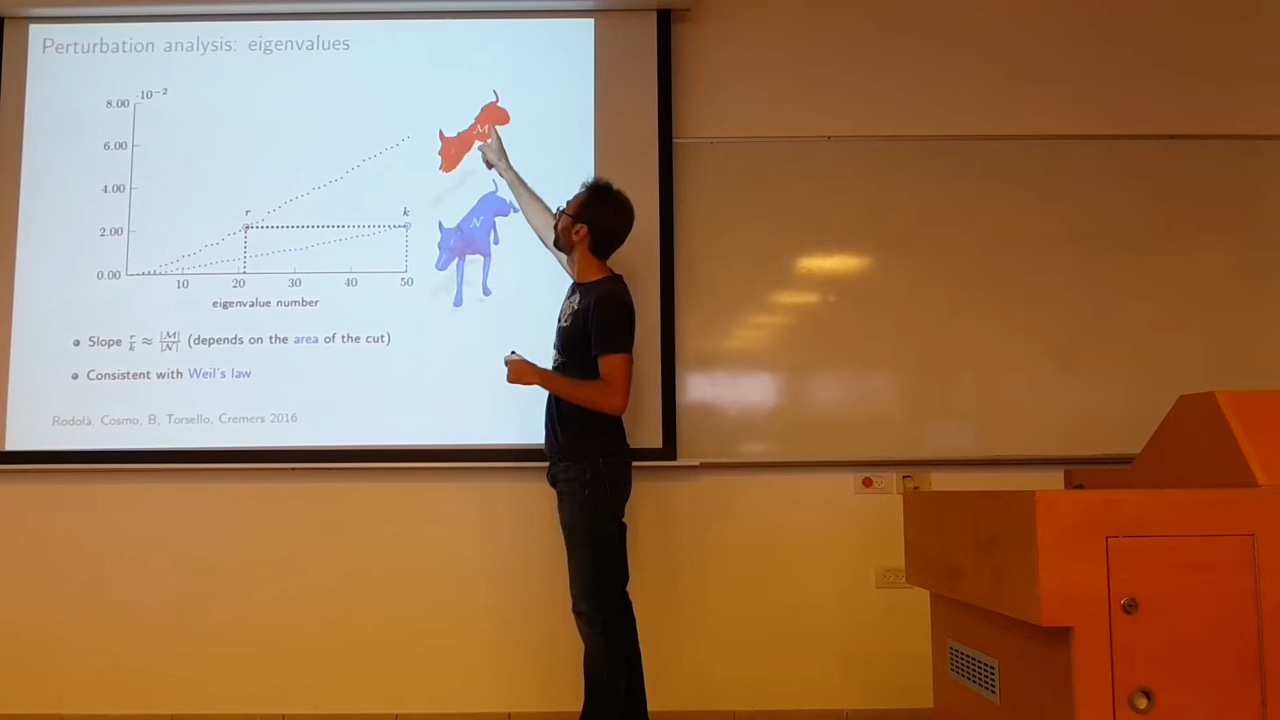 Perturbation analysis: eigenvalues
·10⁻²
8.00
6.00
4.00
2.00
0.00
r
k
10 20 30 40 50
eigenvalue number
M
N
Slope r/k ≈ |M|/|N| (depends on the area of the cut)
Consistent with Weil's law
Rodolà, Cosmo, B, Torsello, Cremers 2016